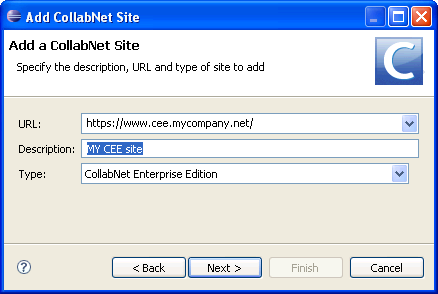 Add CollabNet Site
Add a CollabNet Site
Specify the description, URL and type of site to add
C
URL: https://www.cee.mycompany.net/
Description: MY CEE site
Type: CollabNet Enterprise Edition
? < Back Next > Finish Cancel